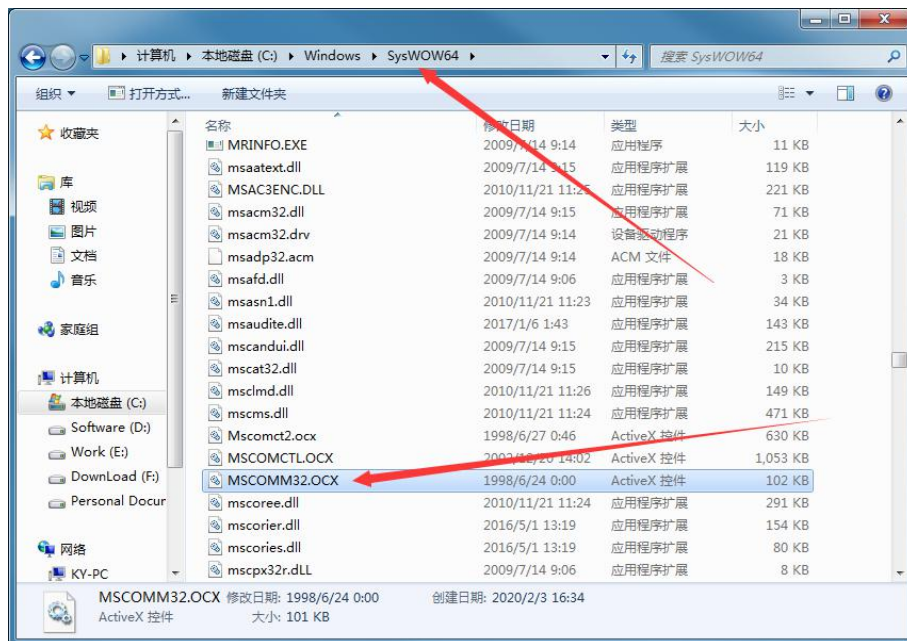 计算机 本地磁盘 (C:) Windows SysWOW64 搜索 SysWOW64
组织 打开方式... 新建文件夹
收藏夹
库
视频
图片
文档
音乐
家庭组
计算机
本地磁盘 (C:)
Software (D:)
Work (E:)
DownLoad (F:)
Personal Docur
网络
KY-PC
名称 修改日期 类型 大小
MRINFO.EXE 2009/7/14 9:14 应用程序 11 KB
msaatext.dll 2009/7/14 9:15 应用程序扩展 119 KB
MSAC3ENC.DLL 2010/11/21 11:25 应用程序扩展 221 KB
msacm32.dll 2009/7/14 9:15 应用程序扩展 71 KB
msacm32.drv 2009/7/14 9:14 设备驱动程序 21 KB
msadp32.acm 2009/7/14 9:14 ACM 文件 18 KB
msafd.dll 2009/7/14 9:06 应用程序扩展 3 KB
msasn1.dll 2010/11/21 11:23 应用程序扩展 34 KB
msaudite.dll 2017/1/6 1:43 应用程序扩展 143 KB
mscandui.dll 2009/7/14 9:15 应用程序扩展 215 KB
mscat32.dll 2009/7/14 9:15 应用程序扩展 10 KB
msclmd.dll 2010/11/21 11:26 应用程序扩展 149 KB
mscms.dll 2010/11/21 11:24 应用程序扩展 471 KB
Mscomct2.ocx 1998/6/27 0:46 ActiveX 控件 630 KB
MSCOMCTL.OCX 14:02 ActiveX 控件 1,053 KB
MSCOMM32.OCX 1998/6/24 0:00 ActiveX 控件 102 KB
mscoree.dll 2010/11/21 11:24 应用程序扩展 291 KB
mscorier.dll 2016/5/1 13:19 应用程序扩展 154 KB
mscories.dll 2016/5/1 13:19 应用程序扩展 80 KB
mscpx32r.dLL 2009/7/14 9:06 应用程序扩展 8 KB
MSCOMM32.OCX 修改日期: 1998/6/24 0:00 创建日期: 2020/2/3 16:34
ActiveX 控件 大小: 101 KB